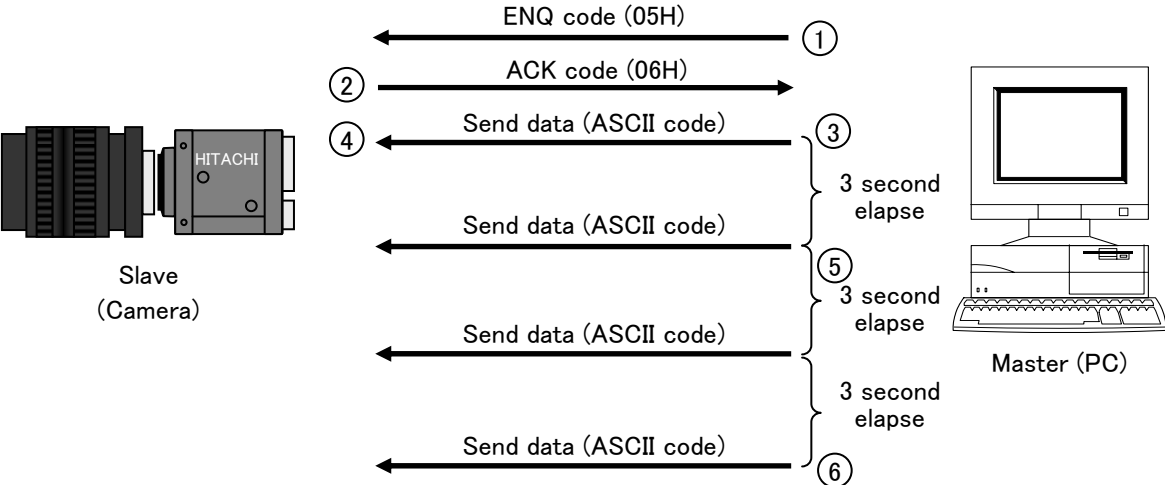 ENQ code (05H)
①
ACK code (06H)
②
Send data (ASCII code)
③
④
HITACHI
3 second
elapse
Send data (ASCII code)
⑤
Slave
(Camera)
3 second
elapse
Send data (ASCII code)
Master (PC)
3 second
elapse
Send data (ASCII code)
⑥